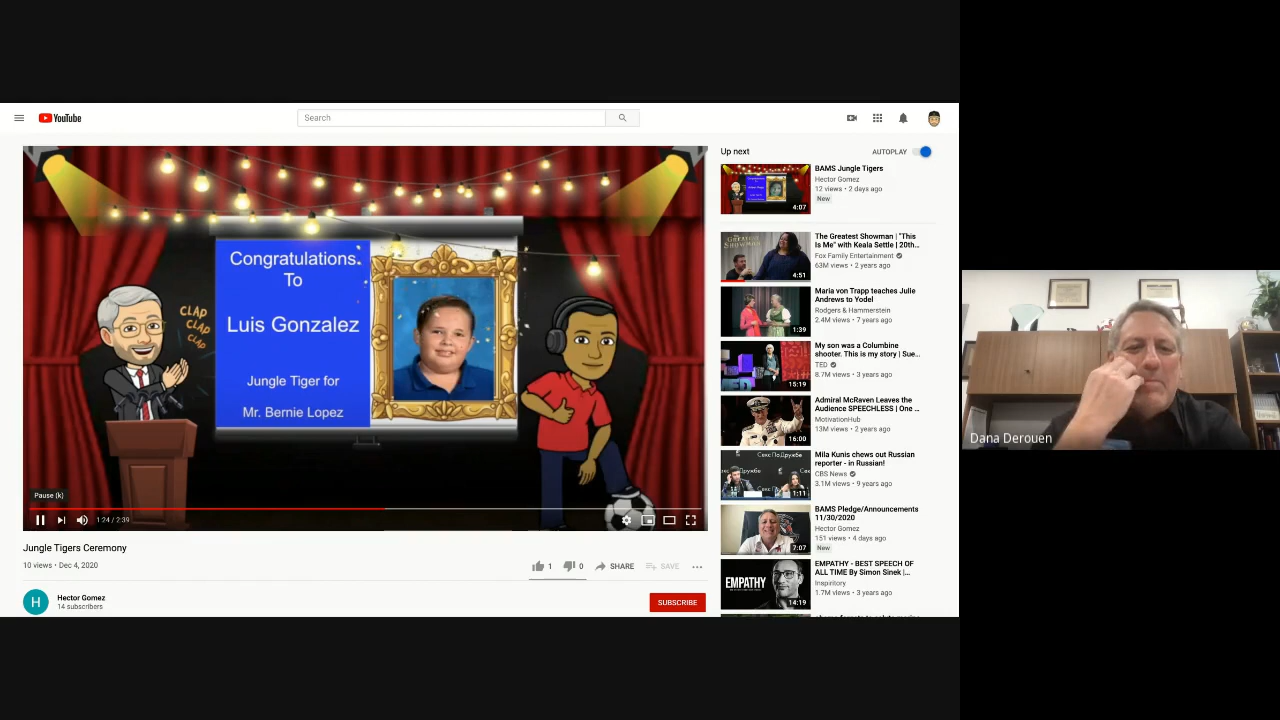 YouTube
Search
Up next
AUTOPLAY
Congratulations.
To
Luis Gonzalez
Jungle Tiger for
Mr. Bernie Lopez
CLAP
CLAP
CLAP
Pause (k)
1:24 / 2:39
Jungle Tigers Ceremony
10 views • Dec 4, 2020
1
0
SHARE
SAVE
H
Hector Gomez
14 subscribers
SUBSCRIBE
4:07
BAMS Jungle Tigers
Hector Gomez
12 views • 2 days ago
New
THE GREATEST
SHOWMAN
4:51
The Greatest Showman | "This
Is Me" with Keala Settle | 20th...
Fox Family Entertainment
63M views • 2 years ago
1:39
Maria von Trapp teaches Julie
Andrews to Yodel
Rodgers & Hammerstein
2.4M views • 7 years ago
15:19
My son was a Columbine
shooter. This is my story | Sue...
TED
8.7M views • 3 years ago
16:00
Admiral McRaven Leaves the
Audience SPEECHLESS | One ...
MotivationHub
13M views • 2 years ago
Секс ПоДружбе
1:11
Mila Kunis chews out Russian
reporter - in Russian!
CBS News
3.1M views • 9 years ago
7:07
BAMS Pledge/Announcements
11/30/2020
Hector Gomez
151 views • 4 days ago
New
EMPATHY
14:19
EMPATHY - BEST SPEECH OF
ALL TIME By Simon Sinek |...
Inspiritory
1.7M views • 3 years ago
Dana Derouen